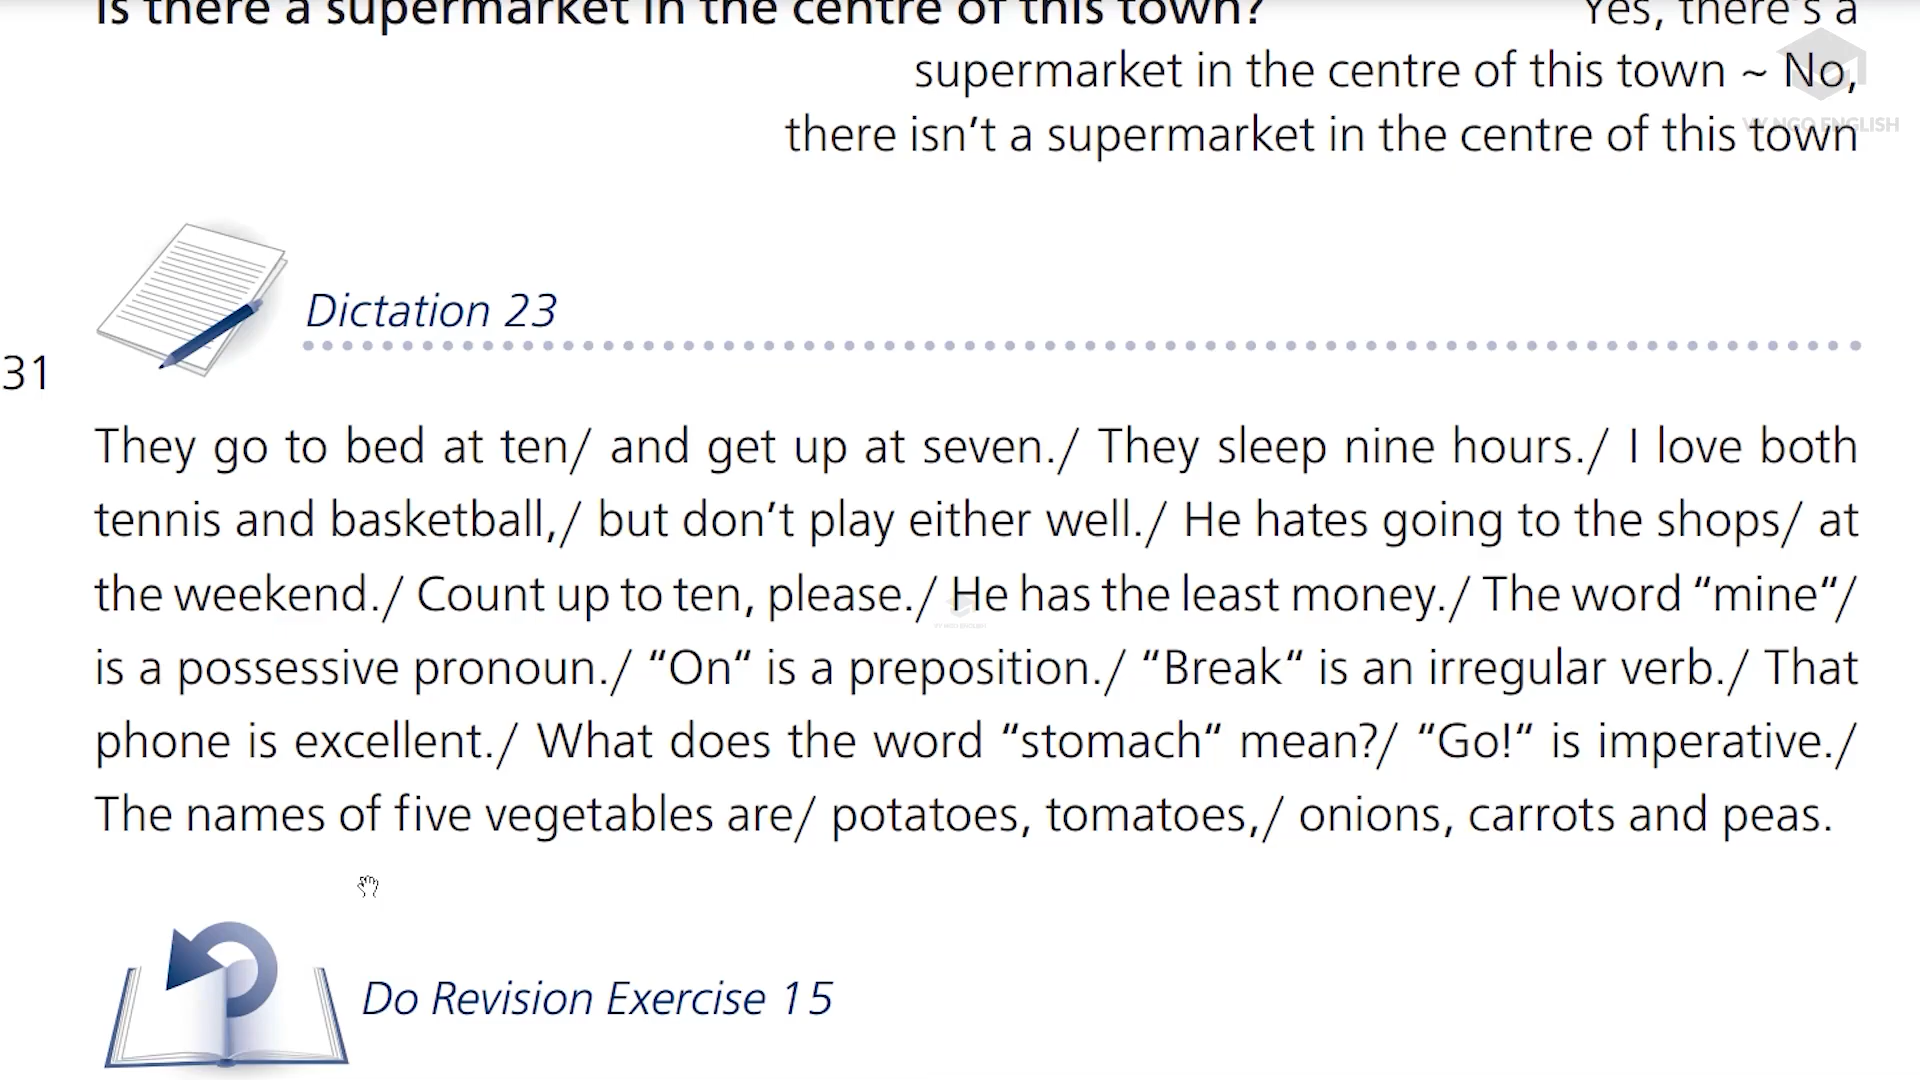 Is there a supermarket in the centre of this town? Yes, there's a
supermarket in the centre of this town ~ No,
there isn't a supermarket in the centre of this town
VY NGO ENGLISH
Dictation 23
31
They go to bed at ten/ and get up at seven./ They sleep nine hours./ I love both
tennis and basketball,/ but don't play either well./ He hates going to the shops/ at
the weekend./ Count up to ten, please./ He has the least money./ The word “mine“/
is a possessive pronoun./ “On“ is a preposition./ “Break“ is an irregular verb./ That
phone is excellent./ What does the word “stomach“ mean?/ “Go!“ is imperative./
The names of five vegetables are/ potatoes, tomatoes,/ onions, carrots and peas.
VY NGO ENGLISH
Do Revision Exercise 15